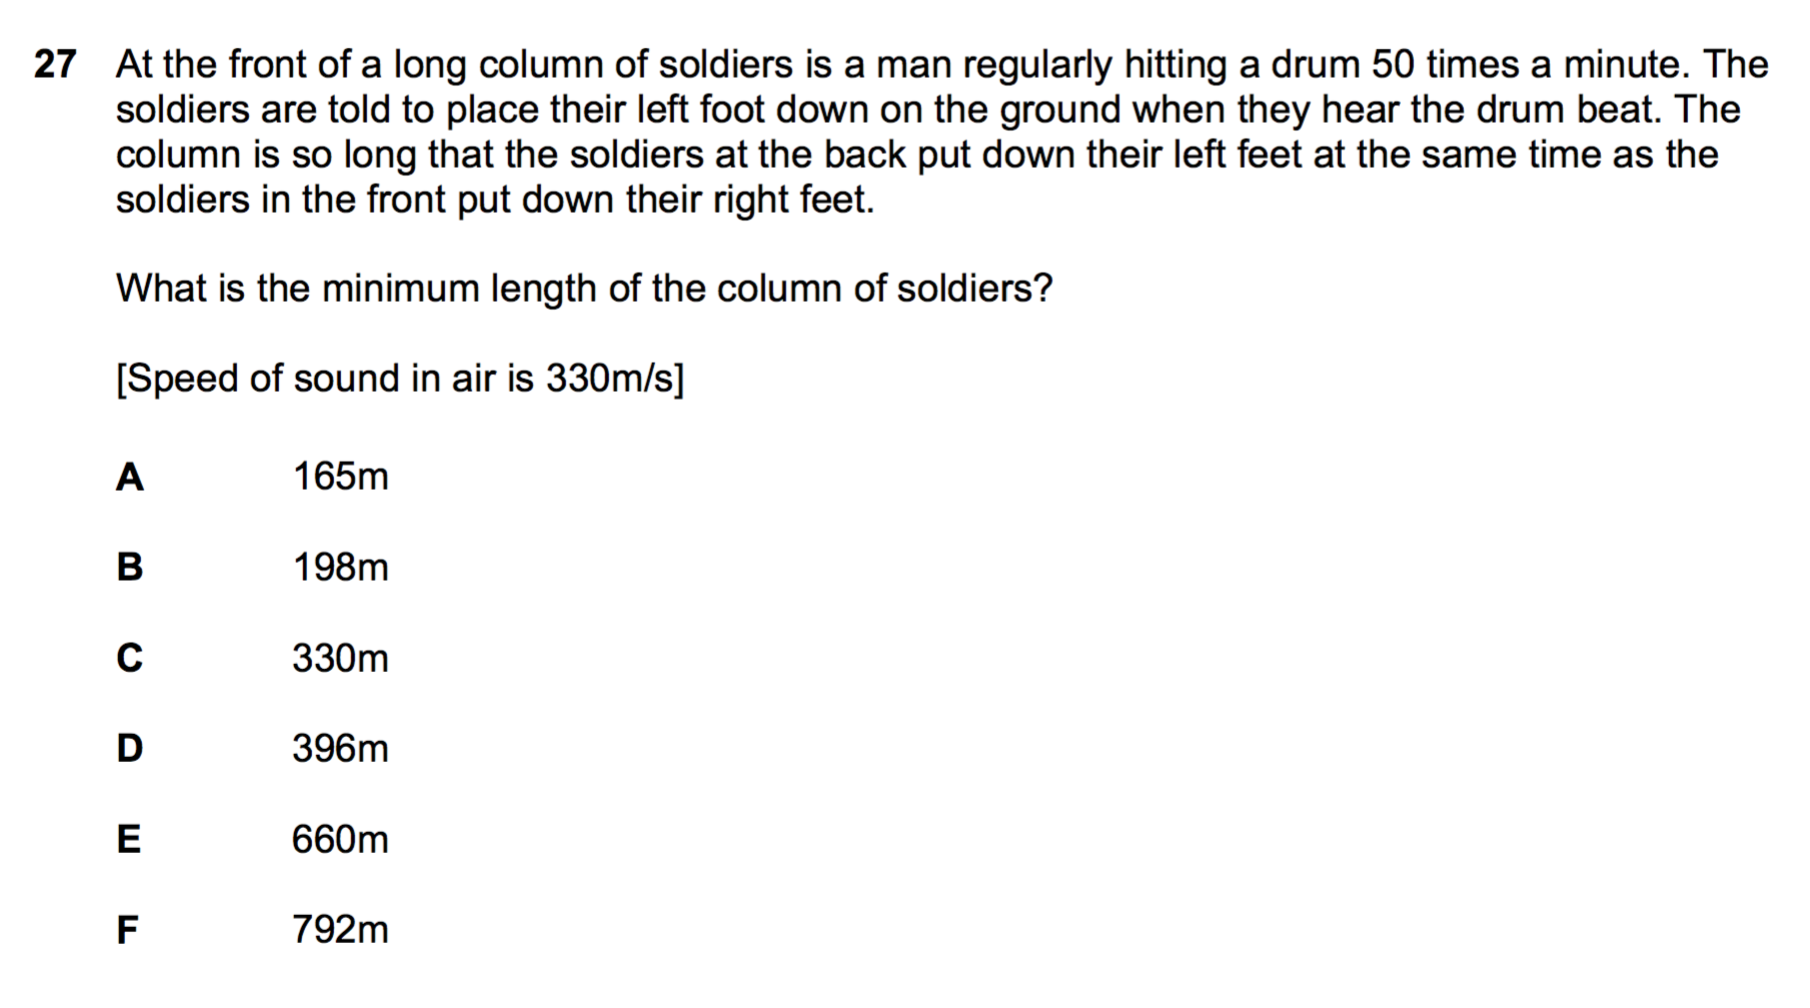 27 At the front of a long column of soldiers is a man regularly hitting a drum 50 times a minute. The
soldiers are told to place their left foot down on the ground when they hear the drum beat. The
column is so long that the soldiers at the back put down their left feet at the same time as the
soldiers in the front put down their right feet.
What is the minimum length of the column of soldiers?
[Speed of sound in air is 330m/s]
A 165m
B 198m
C 330m
D 396m
E 660m
F 792m